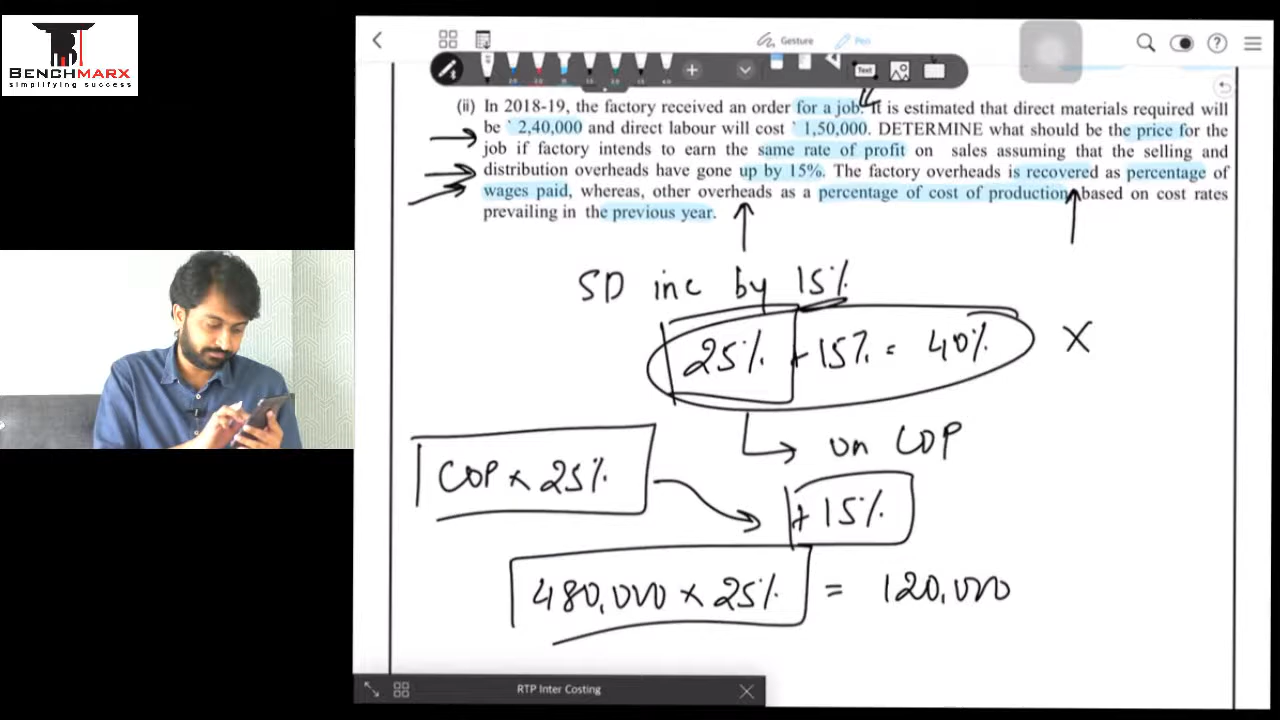 BENCHMARX
simplifying success
Gesture
Pen
Text
(ii) In 2018-19, the factory received an order for a job. It is estimated that direct materials required will
be ` 2,40,000 and direct labour will cost ` 1,50,000. DETERMINE what should be the price for the
job if factory intends to earn the same rate of profit on sales assuming that the selling and
distribution overheads have gone up by 15%. The factory overheads is recovered as percentage of
wages paid, whereas, other overheads as a percentage of cost of production, based on cost rates
prevailing in the previous year.
SD inc by 15%
25% + 15% = 40% X
on COP
COP x 25%
+ 15%
480,000 x 25% = 120,000
RTP Inter Costing